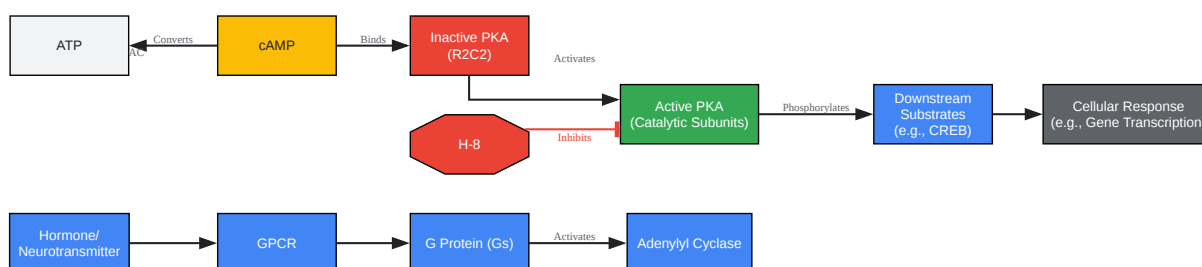 ATP
Converts
AC
cAMP
Binds
Inactive PKA
(R2C2)
Activates
H-8
Inhibits
Active PKA
(Catalytic Subunits)
Phosphorylates
Downstream
Substrates
(e.g., CREB)
Cellular Response
(e.g., Gene Transcription
Hormone/
Neurotransmitter
GPCR
G Protein (Gs)
Activates
Adenylyl Cyclase